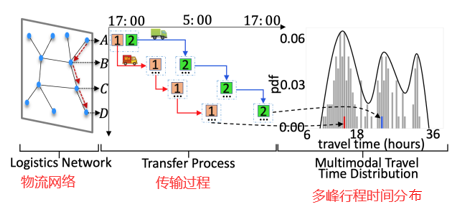 17:00 5:00 17:00
A
B
C
D
1 2
1 2
...
1 2
...
1 2
...
pdf
0.06
0.03
0.00
6 18 36
travel time (hours)
Logistics Network
物流网络
Transfer Process
传输过程
Multimodal Travel
Time Distribution
多峰行程时间分布